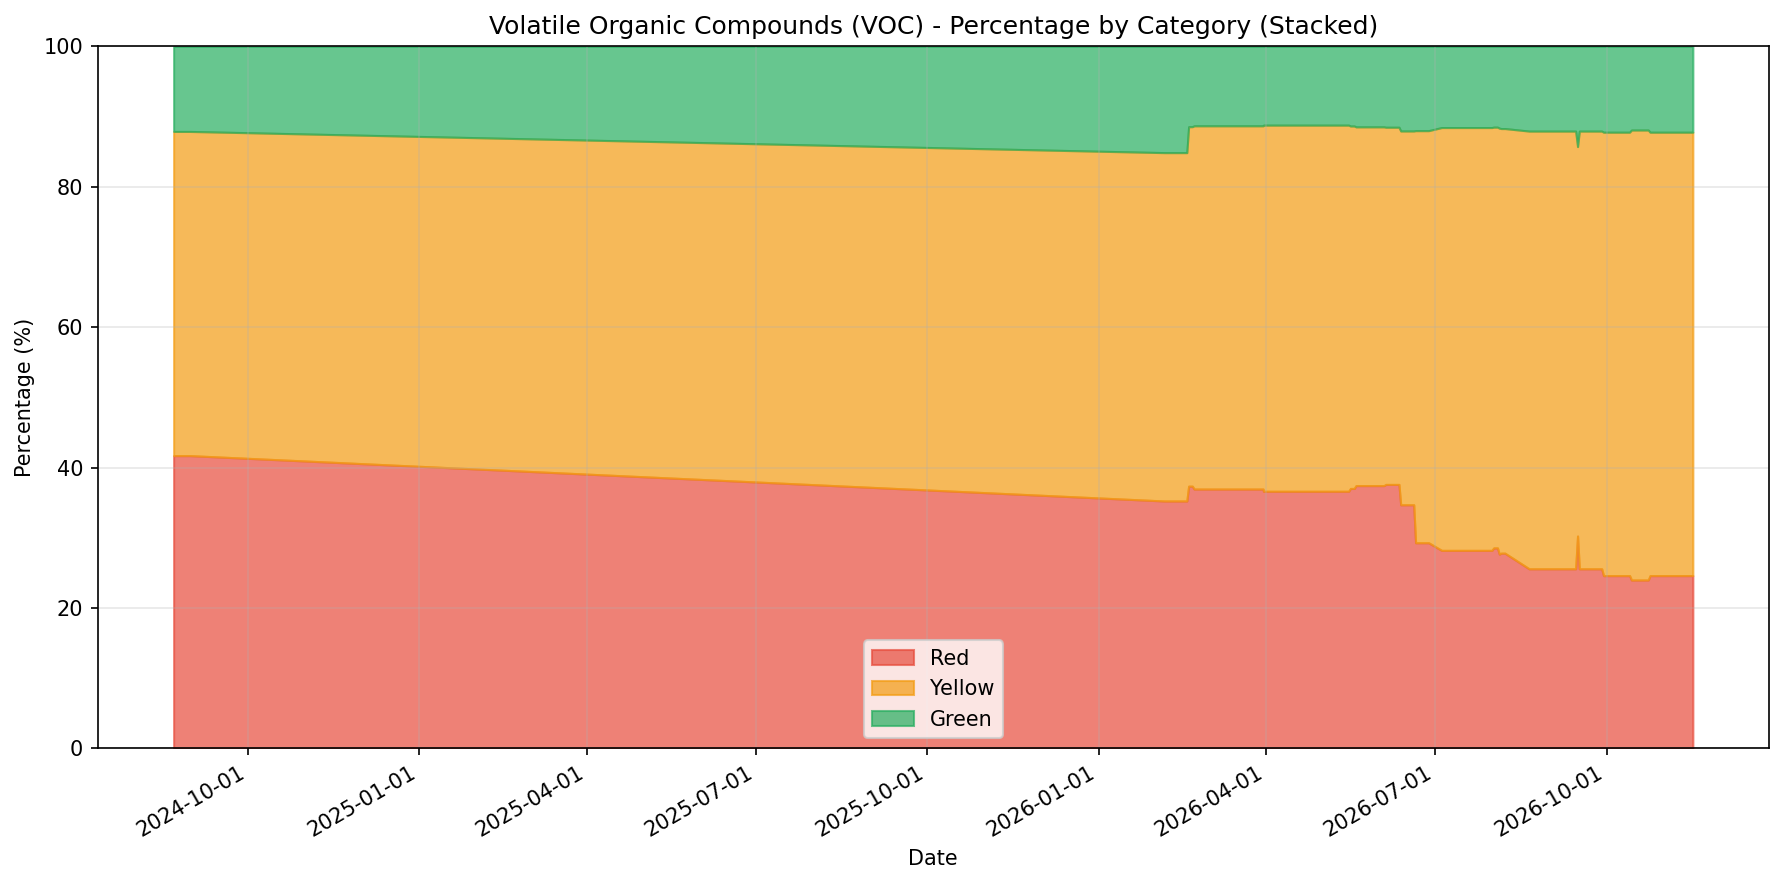 Volatile Organic Compounds (VOC) - Percentage by Category (Stacked)
Percentage (%)
100
80
60
40
20
0
Red
Yellow
Green
2024-10-01
2025-01-01
2025-04-01
2025-07-01
2025-10-01
2026-01-01
2026-04-01
2026-07-01
2026-10-01
Date